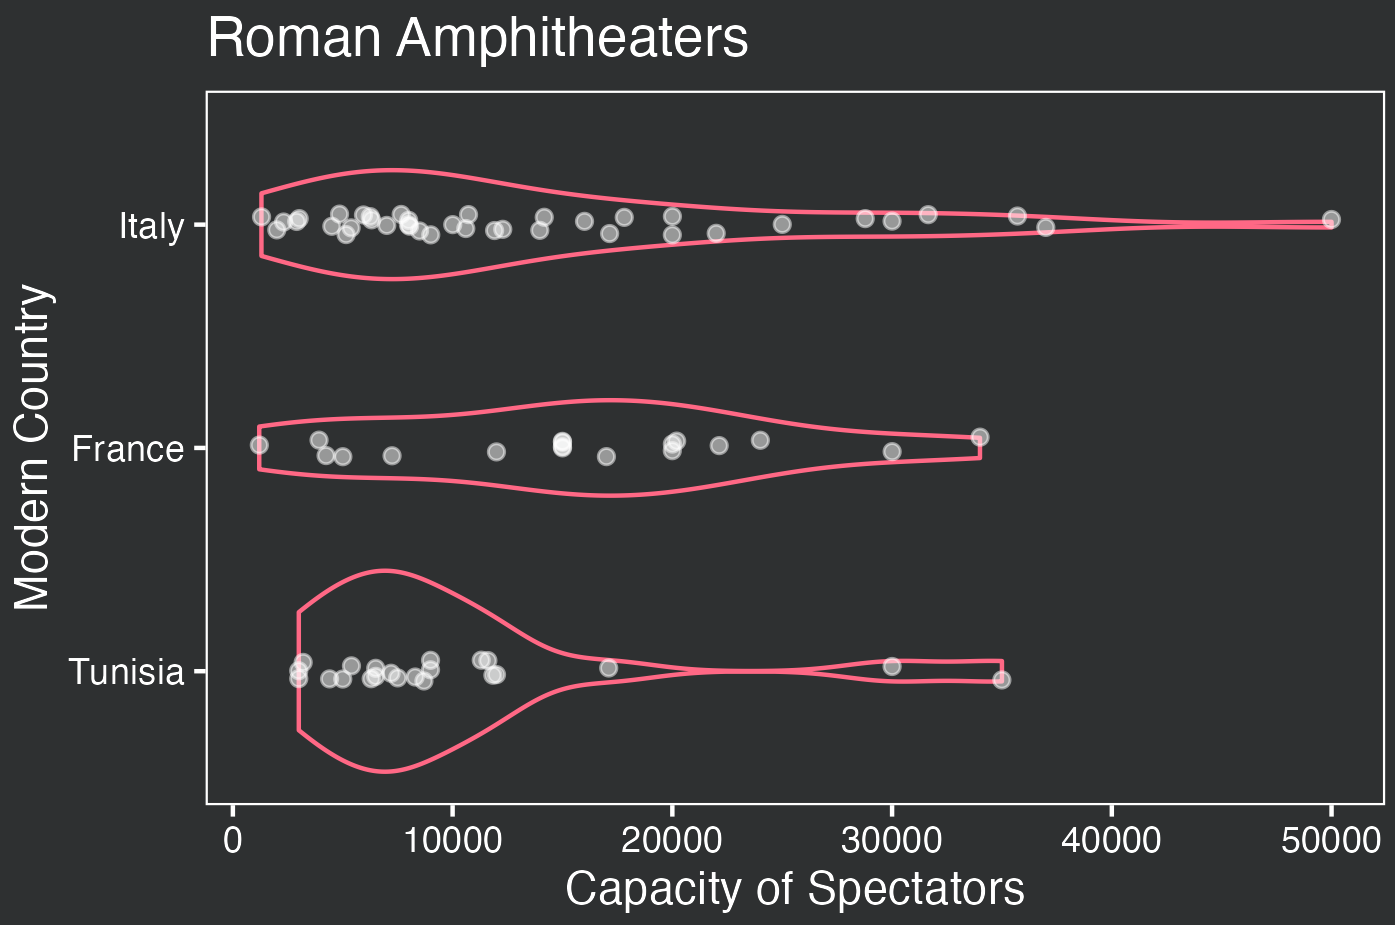 Roman Amphitheaters
Modern Country
Italy
France
Tunisia
0 10000 20000 30000 40000 50000
Capacity of Spectators